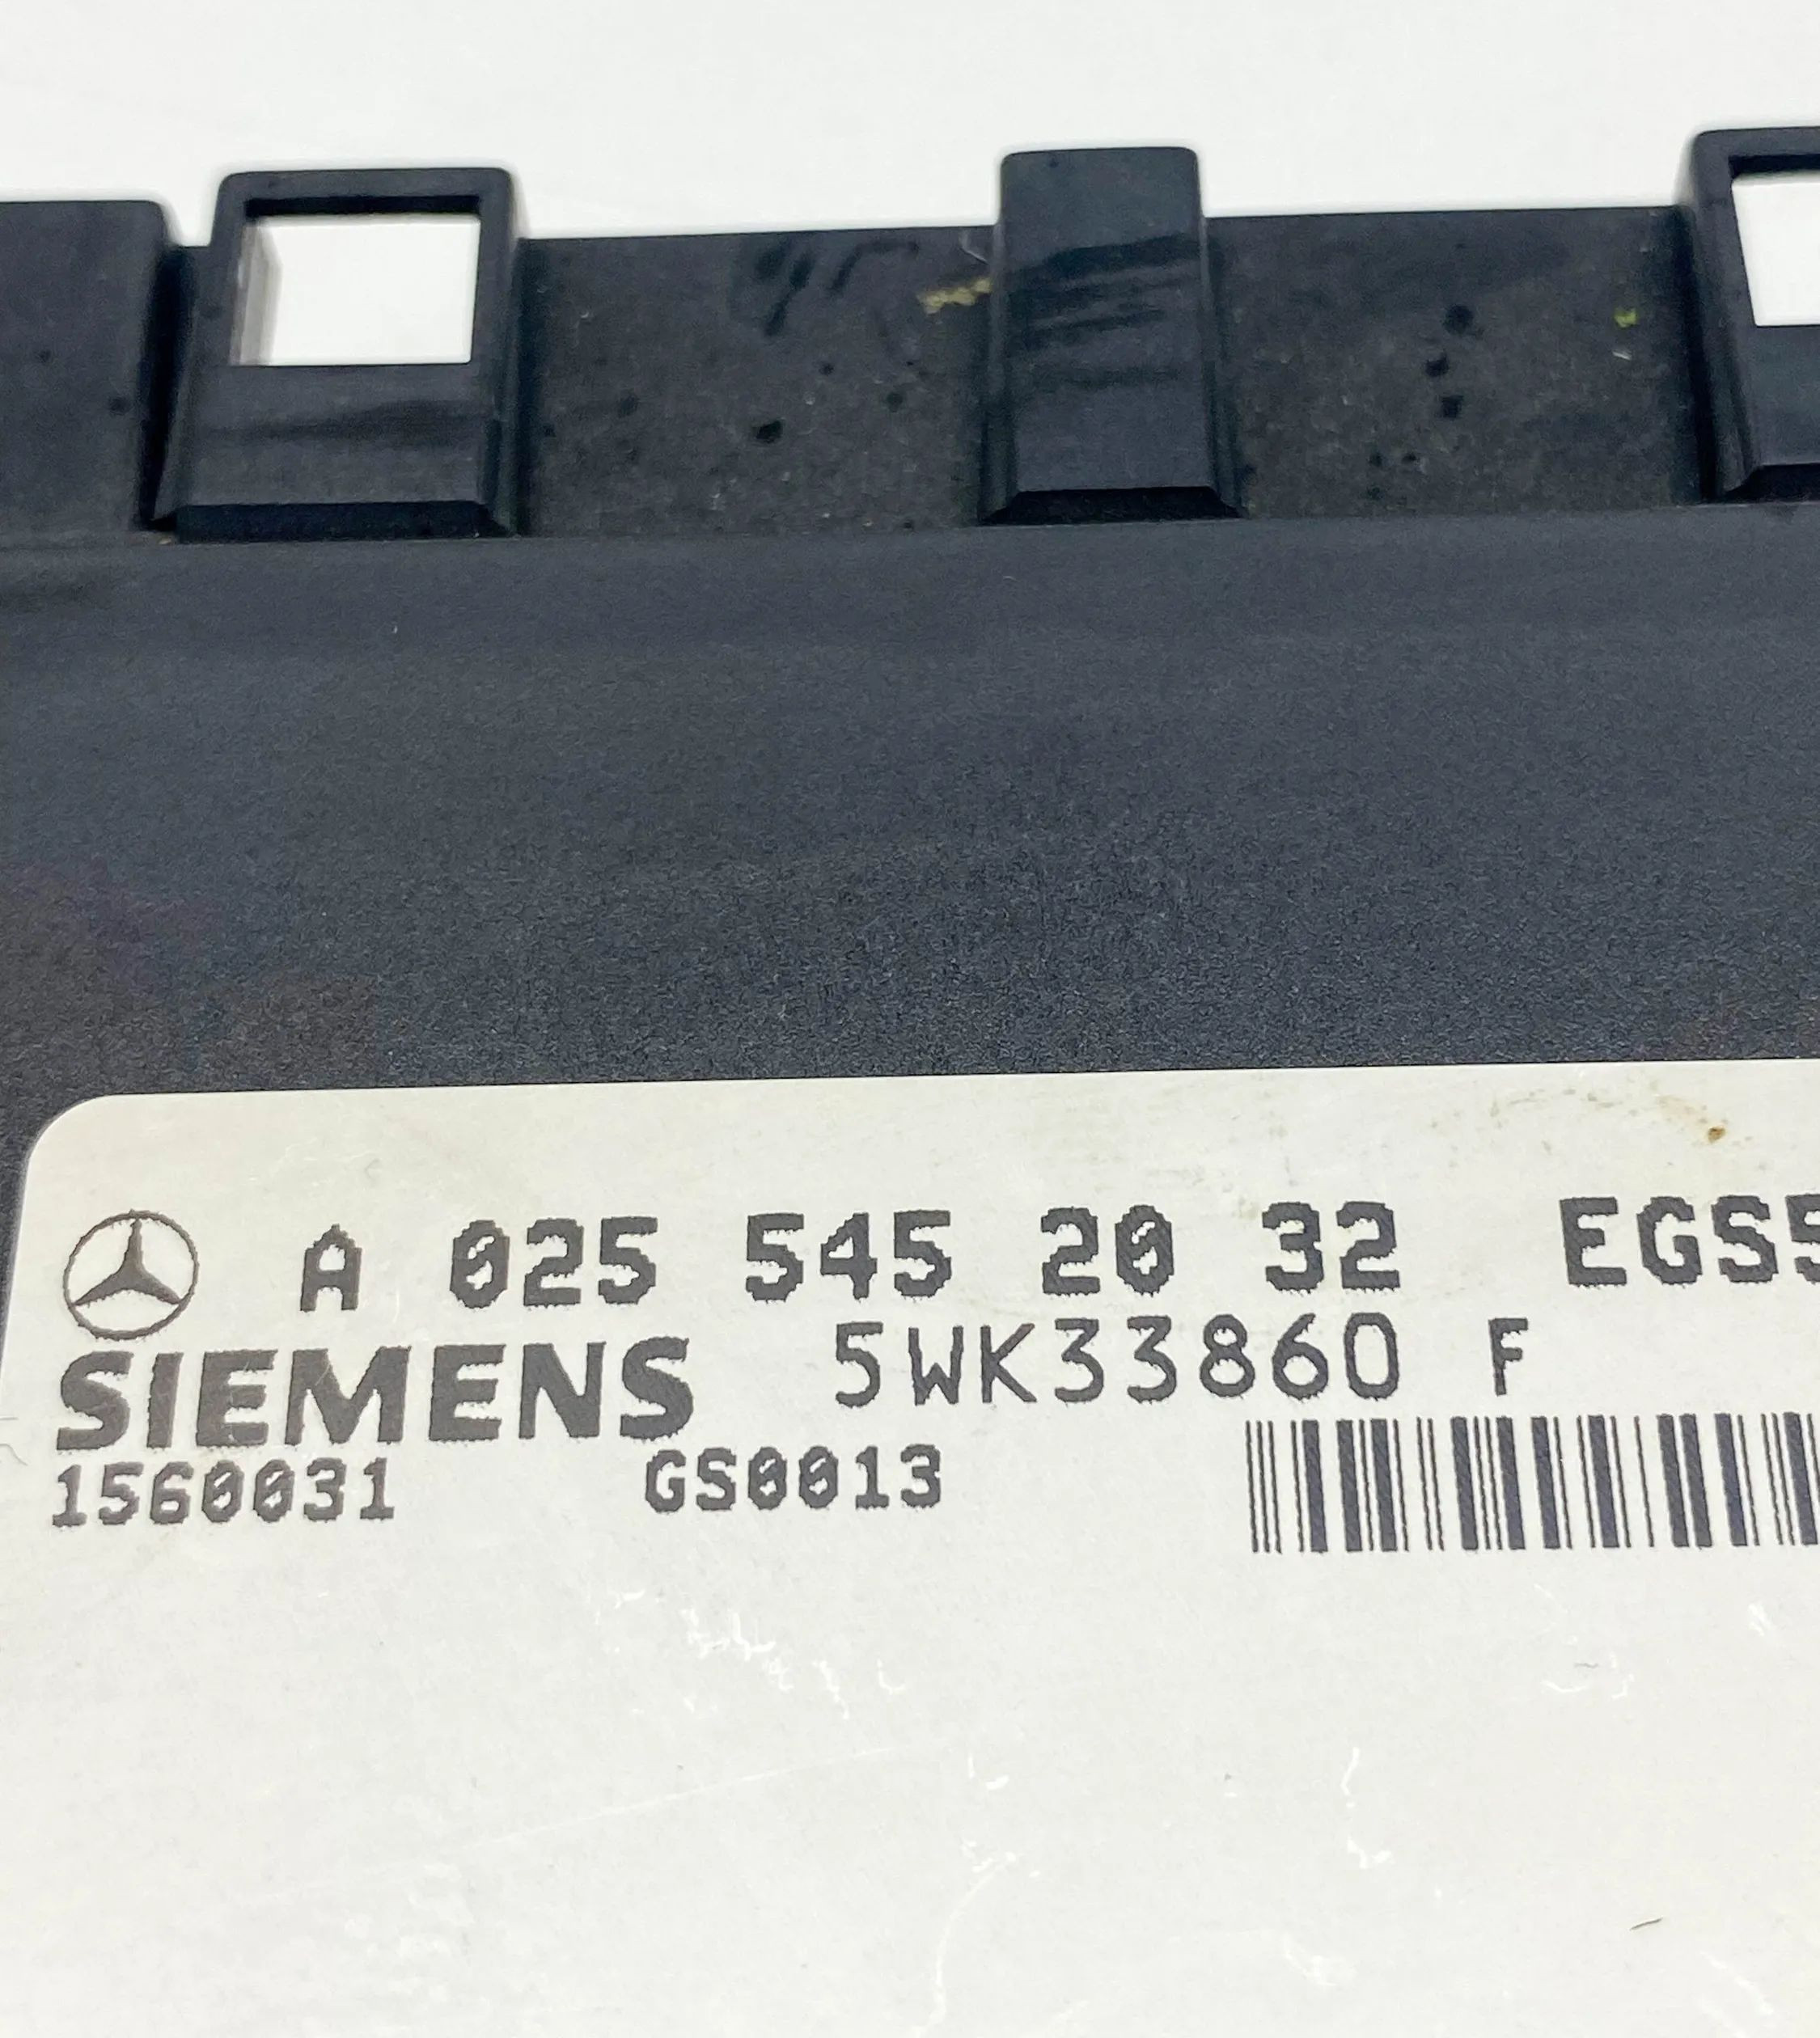 A 025 545 20 32 EGS5
SIEMENS 5WK33860 F
1560031 GS0013